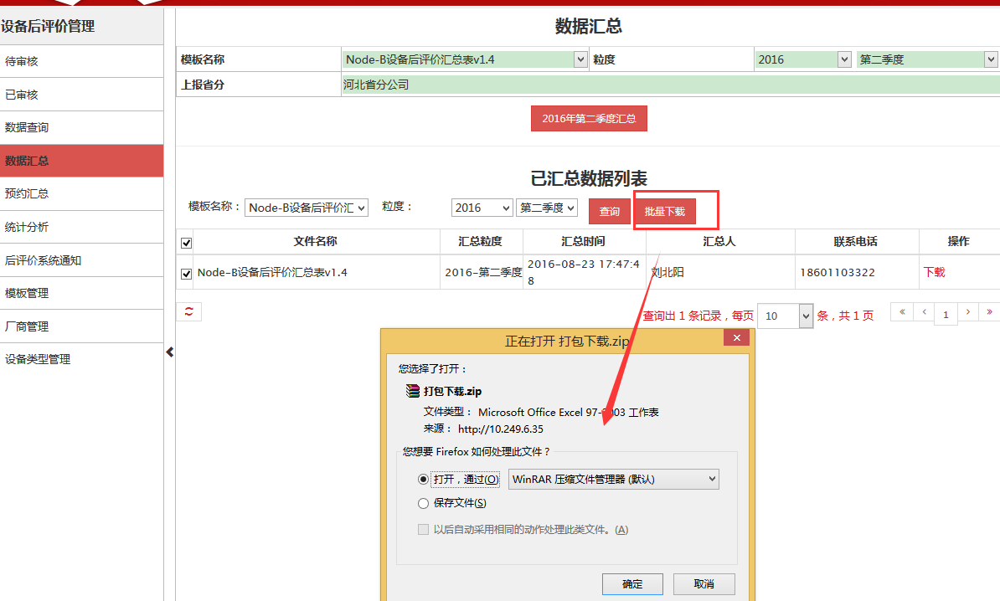 设备后评价管理
待审核
已审核
数据查询
数据汇总
预约汇总
统计分析
后评价系统通知
模板管理
厂商管理
设备类型管理
数据汇总
模板名称 Node-B设备后评价汇总表v1.4 粒度 2016 第二季度
上报省分 河北省分公司
2016年第二季度汇总
已汇总数据列表
模板名称： Node-B设备后评价汇 粒度： 2016 第二季度 查询 批量下载
文件名称 汇总粒度 汇总时间 汇总人 联系电话 操作
Node-B设备后评价汇总表v1.4 2016-第二季度 2016-08-23 17:47:4 刘北阳 18601103322 下载
8
查询出 1 条记录，每页 10 条，共 1 页 « ‹ 1 › »
正在打开 打包下载.zip
您选择了打开：
打包下载.zip
文件类型： Microsoft Office Excel 97-2003 工作表
来源： http://10.249.6.35
您想要 Firefox 如何处理此文件？
打开，通过(O) WinRAR 压缩文件管理器 (默认)
保存文件(S)
以后自动采用相同的动作处理此类文件。(A)
确定 取消